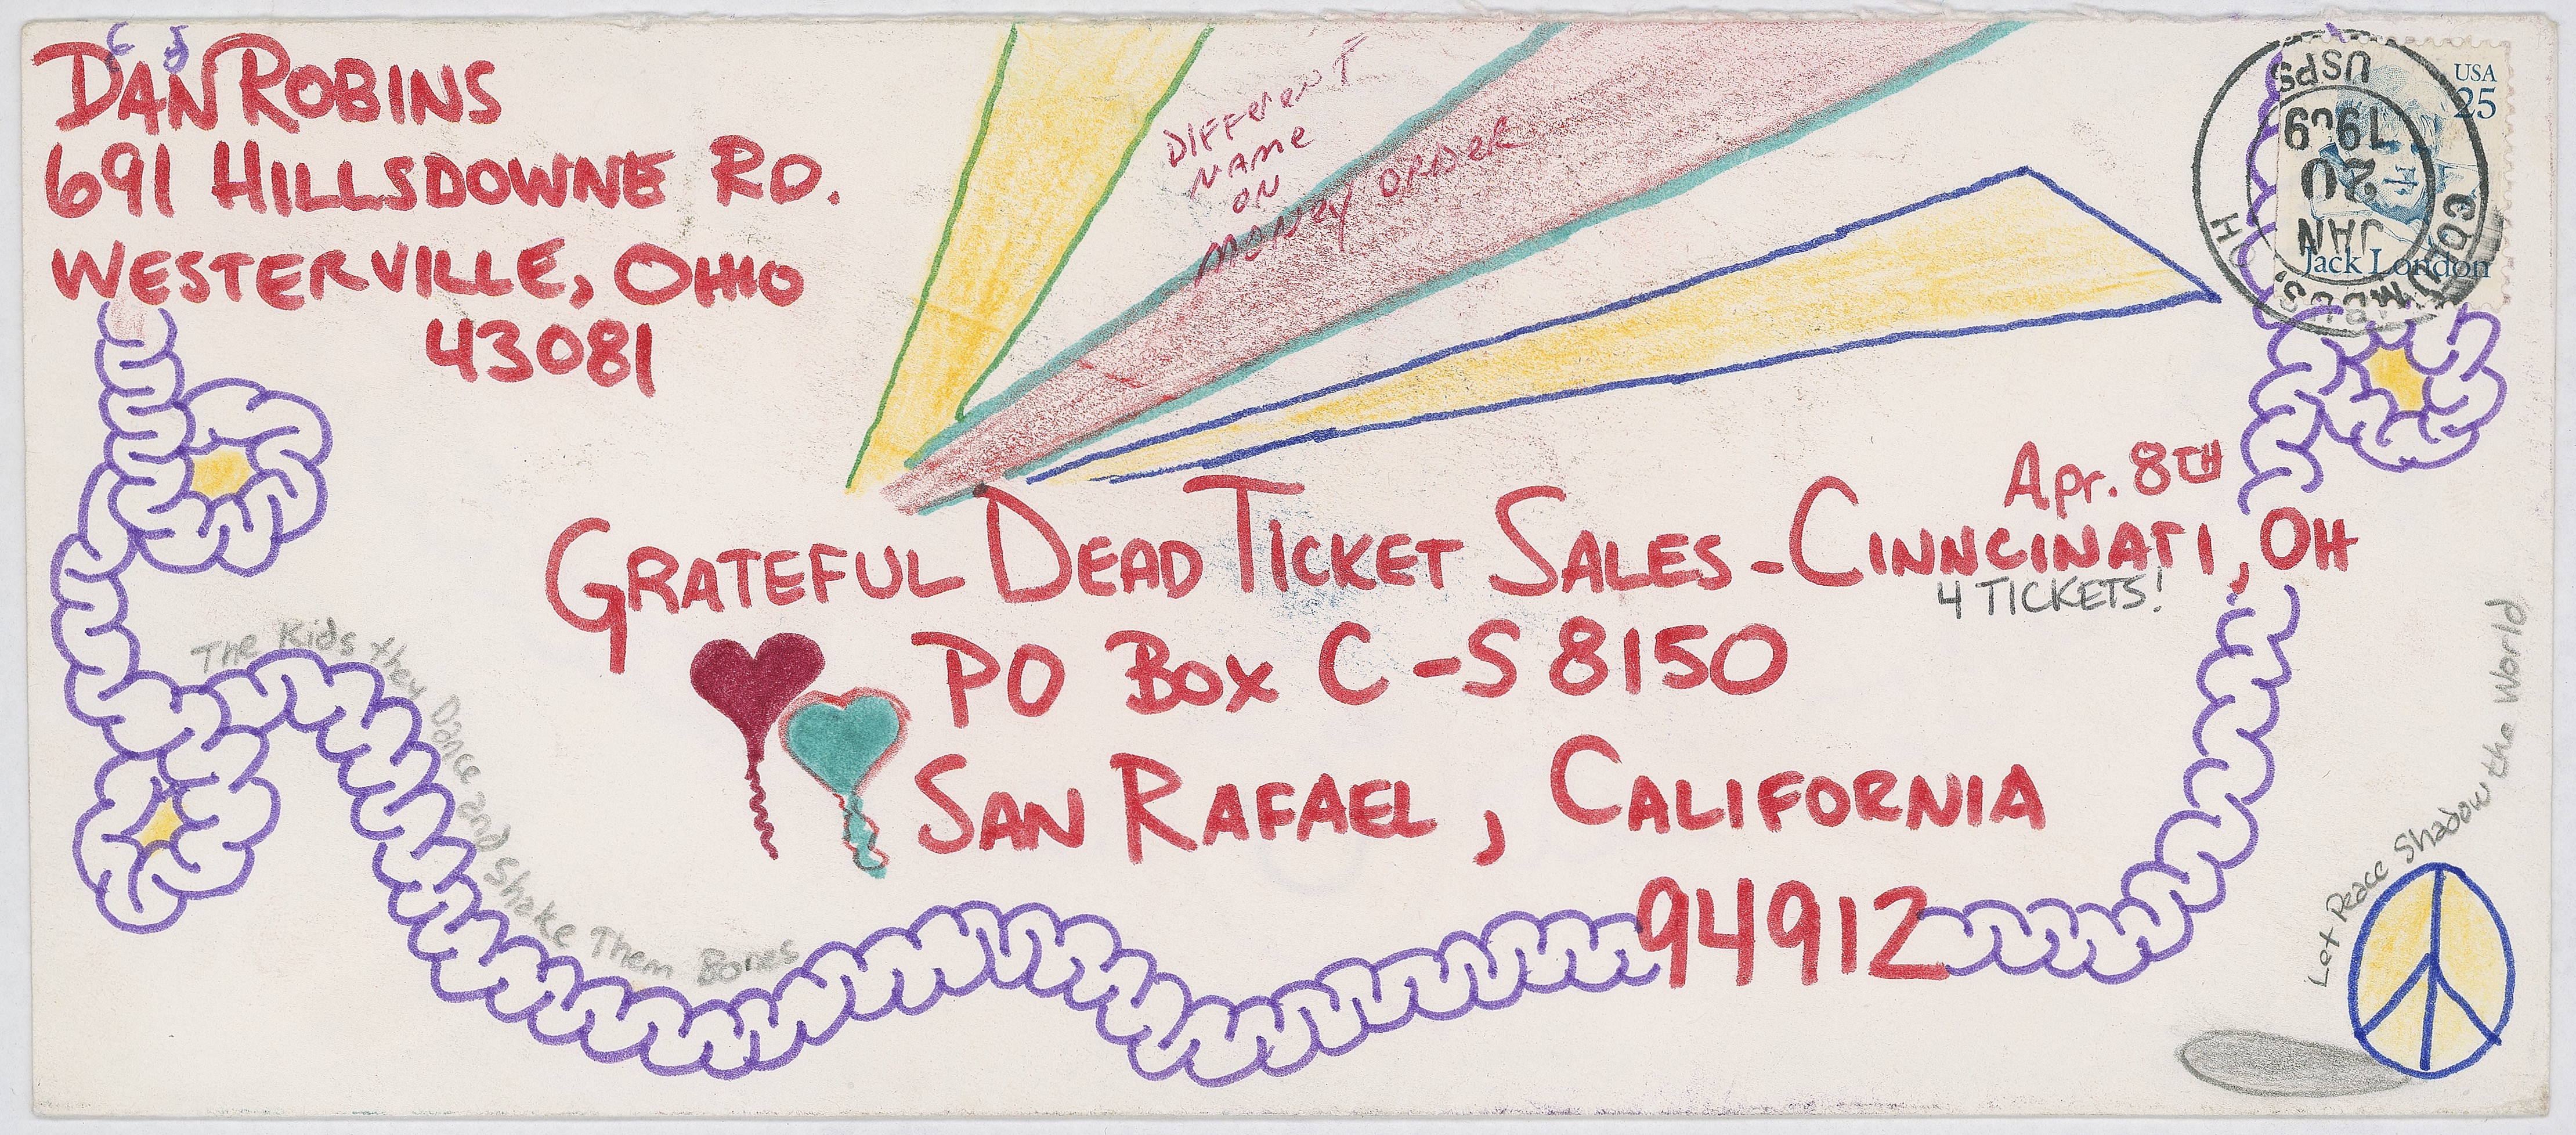 DAN ROBINS
691 HILLSDOWNE RD.
WESTERVILLE, OHIO
43081
DIFFERENT
NAME
ON
MONEY ORDER
USA
25
Jack London
USPS
JAN
20
COLUMBUS, OH
Apr. 8TH
GRATEFUL DEAD TICKET SALES - CINNCINATI, OH
4 TICKETS!
PO BOX C-S 8150
SAN RAFAEL, CALIFORNIA
94912
The Kids they Dance and Shake Them Bones
Let Peace Shadow the World